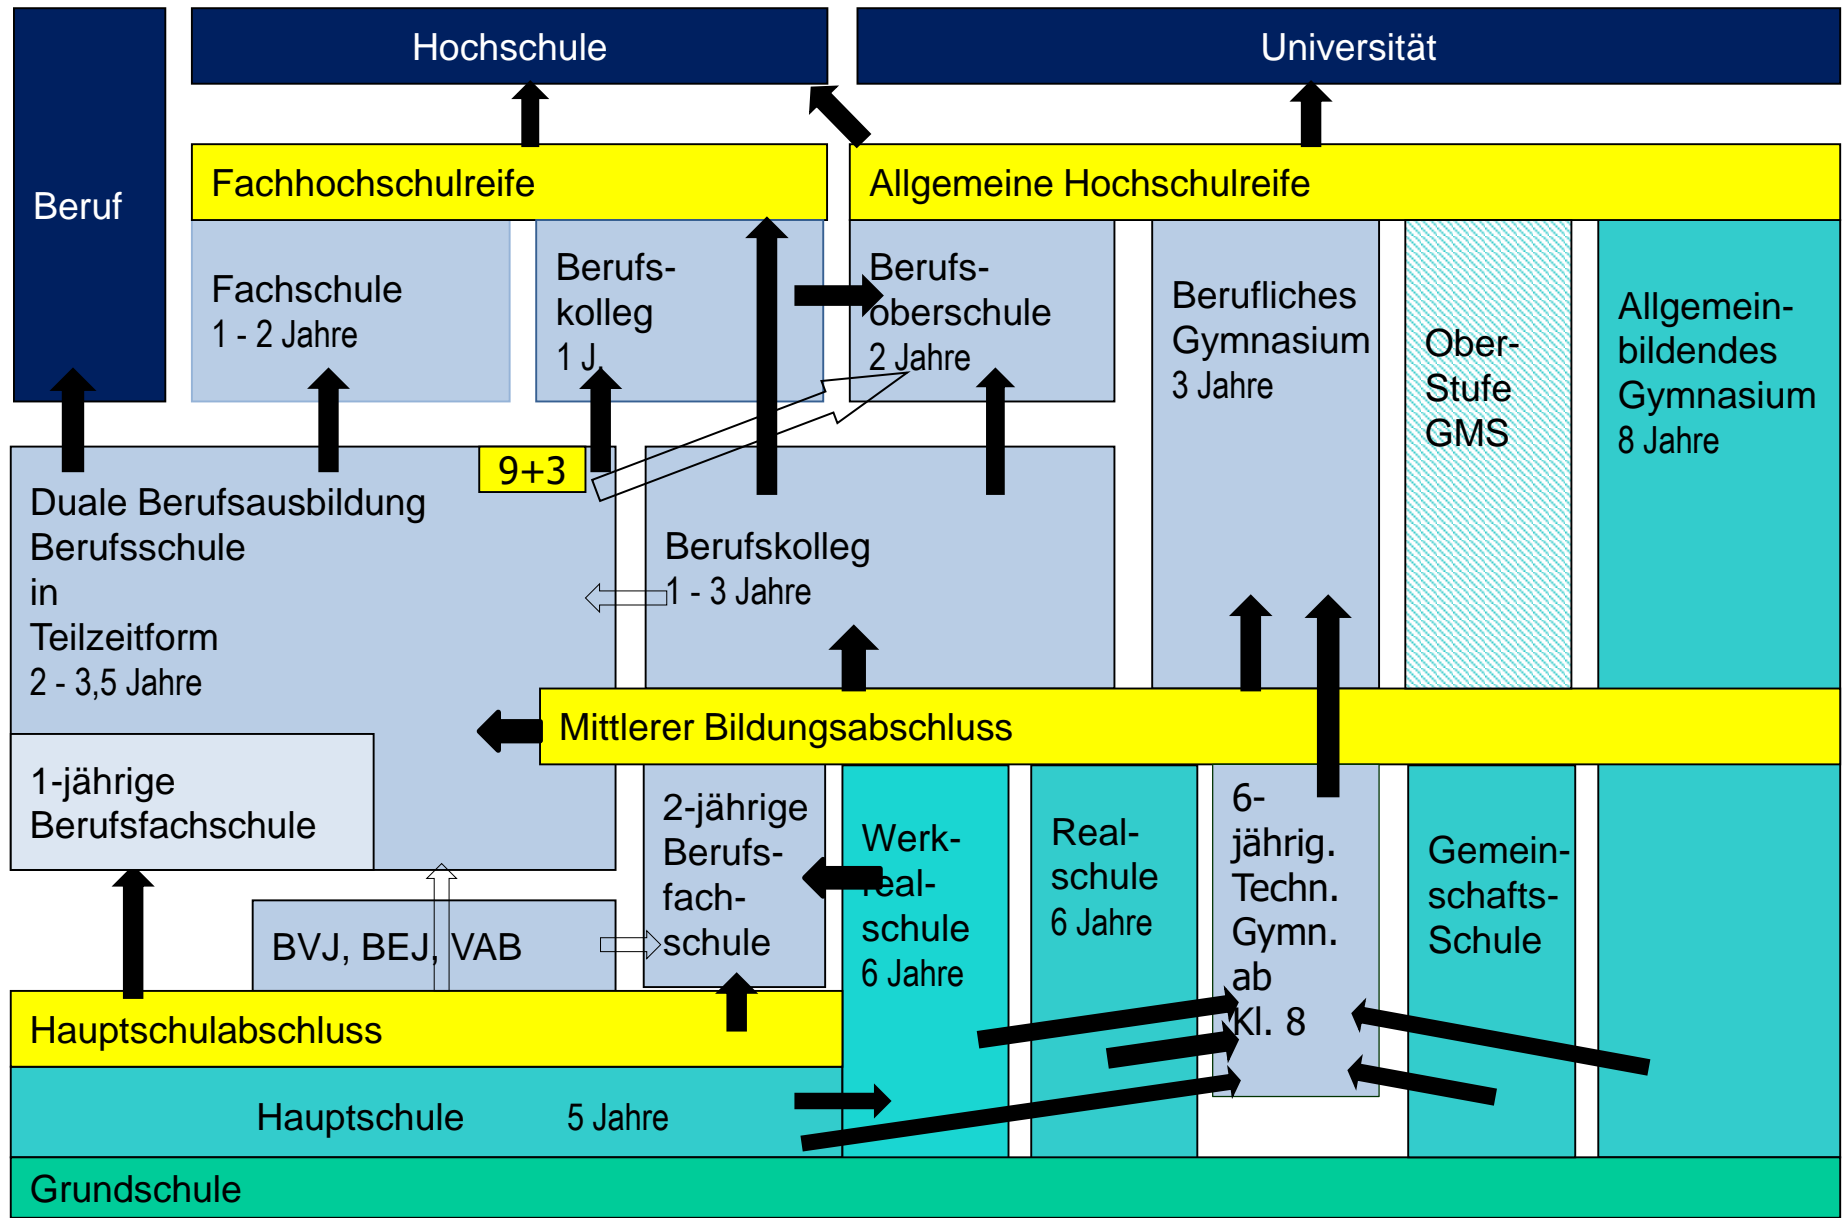 Hochschule
Universität
Beruf
Fachhochschulreife
Allgemeine Hochschulreife
Fachschule
1 - 2 Jahre
Berufs-
kolleg
1 J.
Berufs-
oberschule
2 Jahre
Berufliches
Gymnasium
3 Jahre
Ober-
Stufe
GMS
Allgemein-
bildendes
Gymnasium
8 Jahre
9+3
Duale Berufsausbildung
Berufsschule
in
Teilzeitform
2 - 3,5 Jahre
Berufskolleg
1 - 3 Jahre
Mittlerer Bildungsabschluss
1-jährige
Berufsfachschule
2-jährige
Berufs-
fach-
schule
Werk-
real-
schule
6 Jahre
Real-
schule
6 Jahre
6-
jährig.
Techn.
Gymn.
ab
Kl. 8
Gemein-
schafts-
Schule
BVJ, BEJ, VAB
Hauptschulabschluss
Hauptschule 5 Jahre
Grundschule